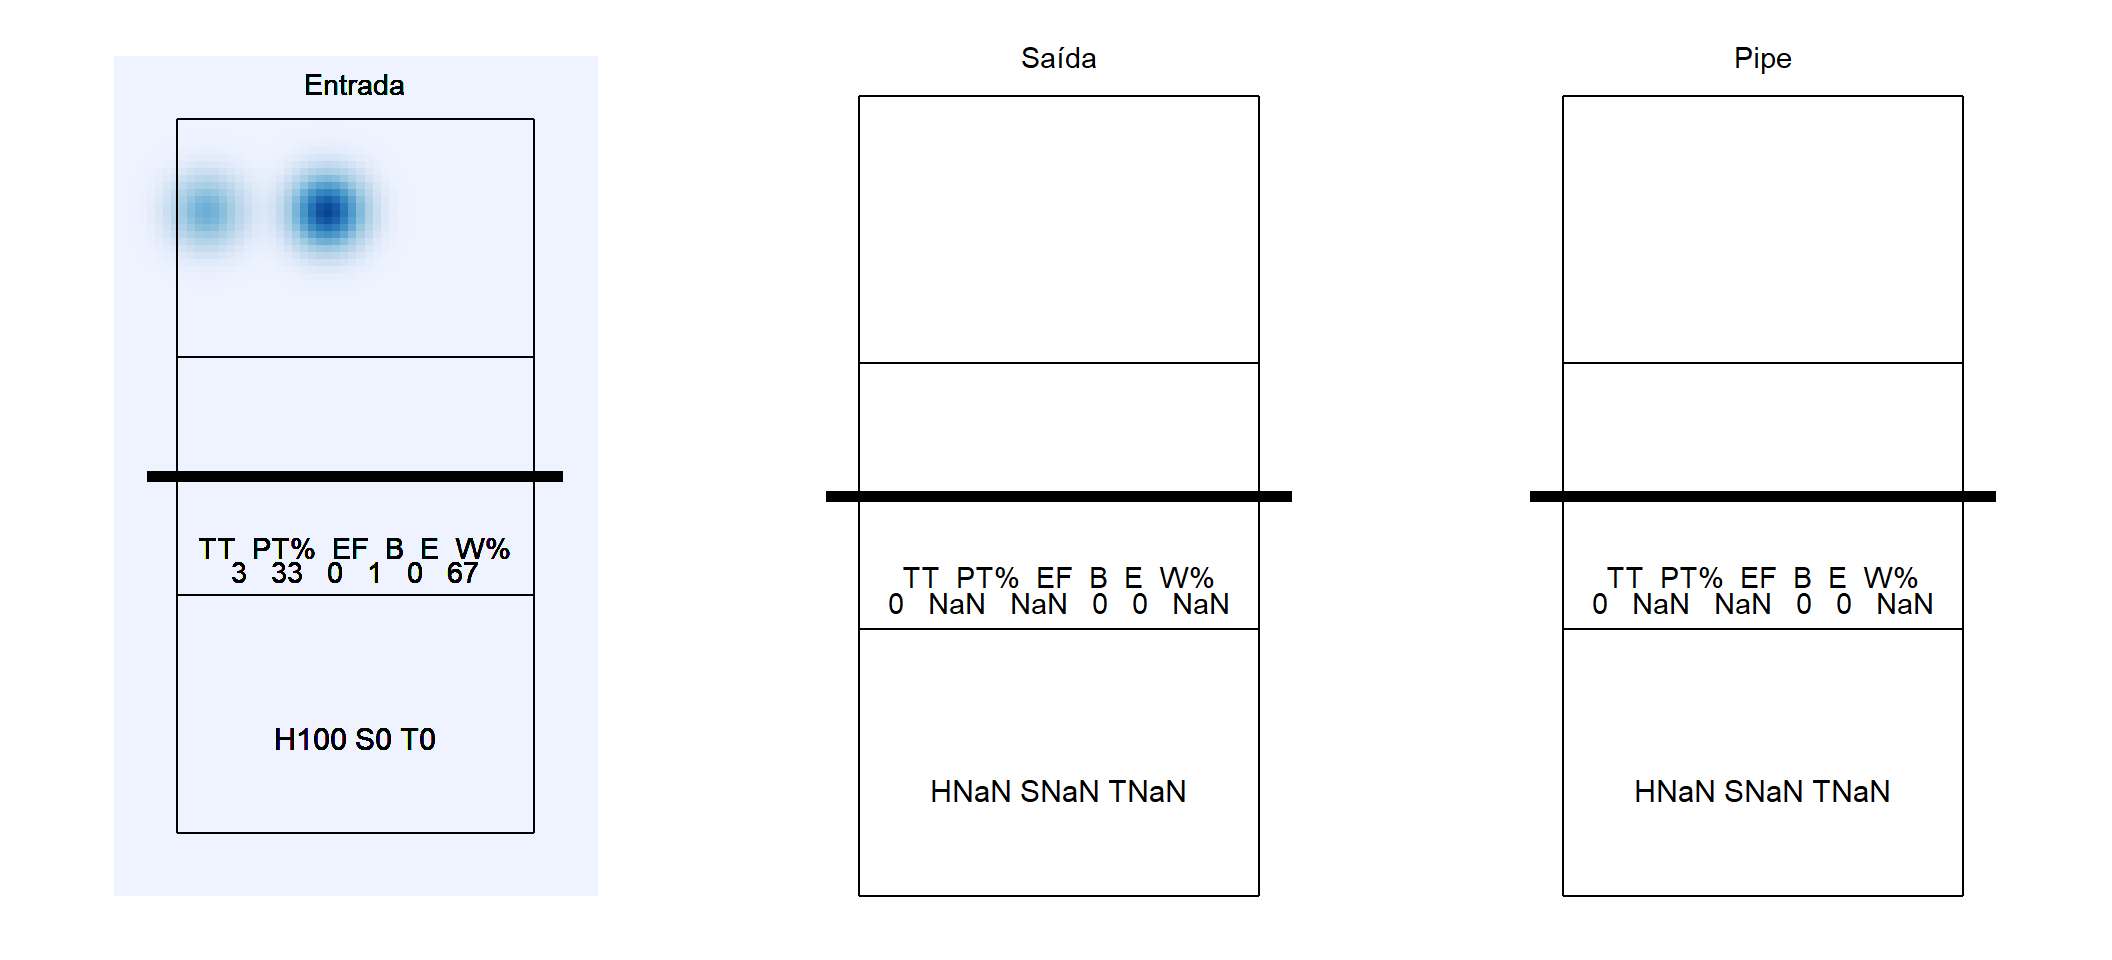 Entrada
TT PT% EF B E W%
3 33 0 1 0 67
H100 S0 T0
Saída
TT PT% EF B E W%
0 NaN NaN 0 0 NaN
HNaN SNaN TNaN
Pipe
TT PT% EF B E W%
0 NaN NaN 0 0 NaN
HNaN SNaN TNaN